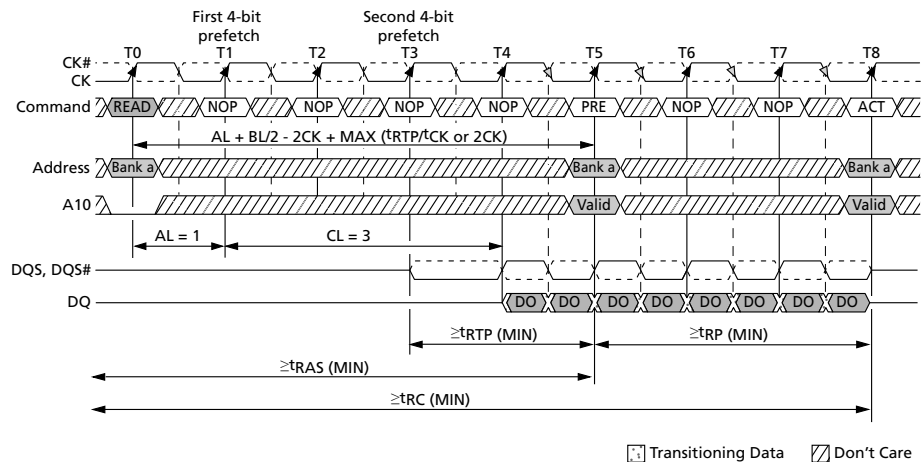 First 4-bit prefetch Second 4-bit prefetch
T0 T1 T2 T3 T4 T5 T6 T7 T8
CK#
CK
Command READ NOP NOP NOP NOP PRE NOP NOP ACT
AL + BL/2 - 2CK + MAX (tRTP/tCK or 2CK)
Address Bank a Bank a Bank a
A10 Valid Valid
AL = 1 CL = 3
DQS, DQS#
DQ DO DO DO DO DO DO DO DO
≥tRTP (MIN) ≥tRP (MIN)
≥tRAS (MIN)
≥tRC (MIN)
Transitioning Data Don't Care